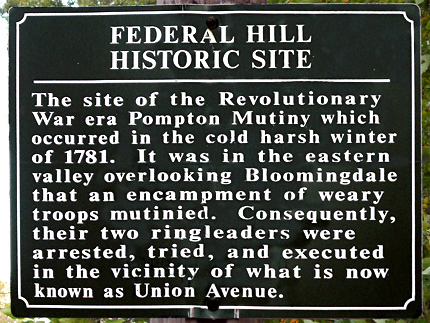 FEDERAL HILL
HISTORIC SITE
The site of the Revolutionary
War era Pompton Mutiny which
occurred in the cold harsh winter
of 1781. It was in the eastern
valley overlooking Bloomingdale
that an encampment of weary
troops mutinied. Consequently,
their two ringleaders were
arrested, tried, and executed
in the vicinity of what is now
known as Union Avenue.